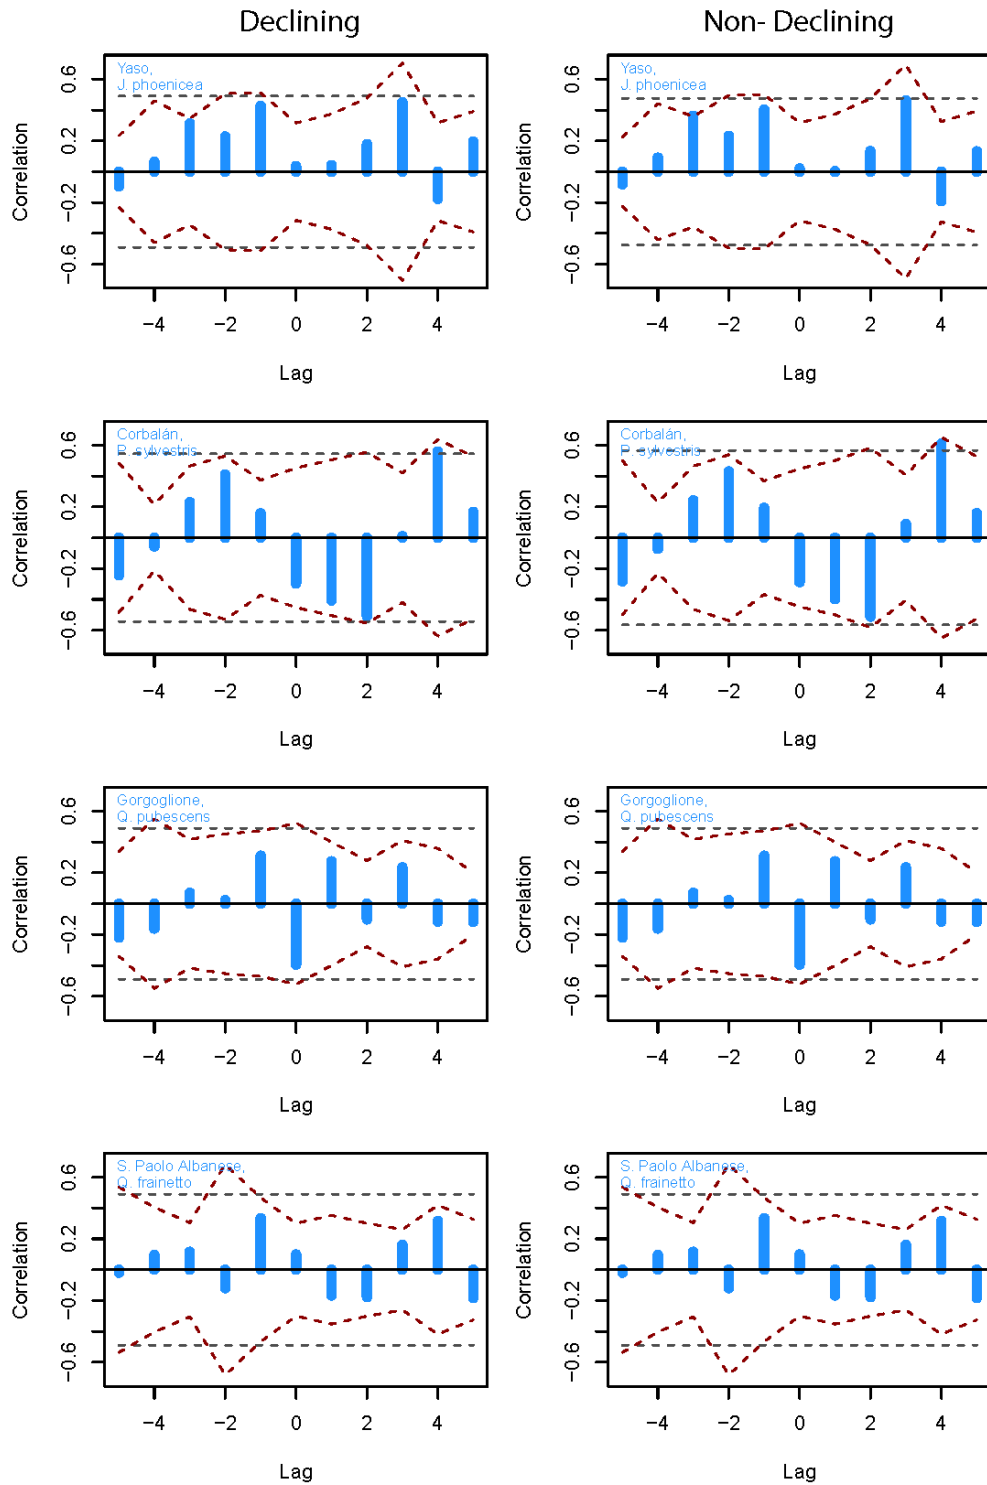 Declining
Non- Declining
Yaso,
J. phoenicea
Correlation
0.6
0.2
−0.2
−0.6
−4 −2 0 2 4
Lag
Yaso,
J. phoenicea
Correlation
0.6
0.2
−0.2
−0.6
−4 −2 0 2 4
Lag
Corbalán,
P. sylvestris
Correlation
0.6
0.2
−0.2
−0.6
−4 −2 0 2 4
Lag
Corbalán,
P. sylvestris
Correlation
0.6
0.2
−0.2
−0.6
−4 −2 0 2 4
Lag
Gorgoglione,
Q. pubescens
Correlation
0.6
0.2
−0.2
−0.6
−4 −2 0 2 4
Lag
Gorgoglione,
Q. pubescens
Correlation
0.6
0.2
−0.2
−0.6
−4 −2 0 2 4
Lag
S. Paolo Albanese,
Q. frainetto
Correlation
0.6
0.2
−0.2
−0.6
−4 −2 0 2 4
Lag
S. Paolo Albanese,
Q. frainetto
Correlation
0.6
0.2
−0.2
−0.6
−4 −2 0 2 4
Lag